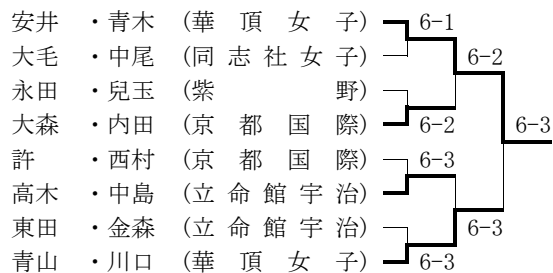 安井 ・青木 (華頂女子) 6-1
大毛 ・中尾 (同志社女子) 6-2
永田 ・兒玉 (紫野)
大森 ・内田 (京都国際) 6-2 6-3
許 ・西村 (京都国際) 6-3
高木 ・中島 (立命館宇治)
東田 ・金森 (立命館宇治) 6-3
青山 ・川口 (華頂女子) 6-3